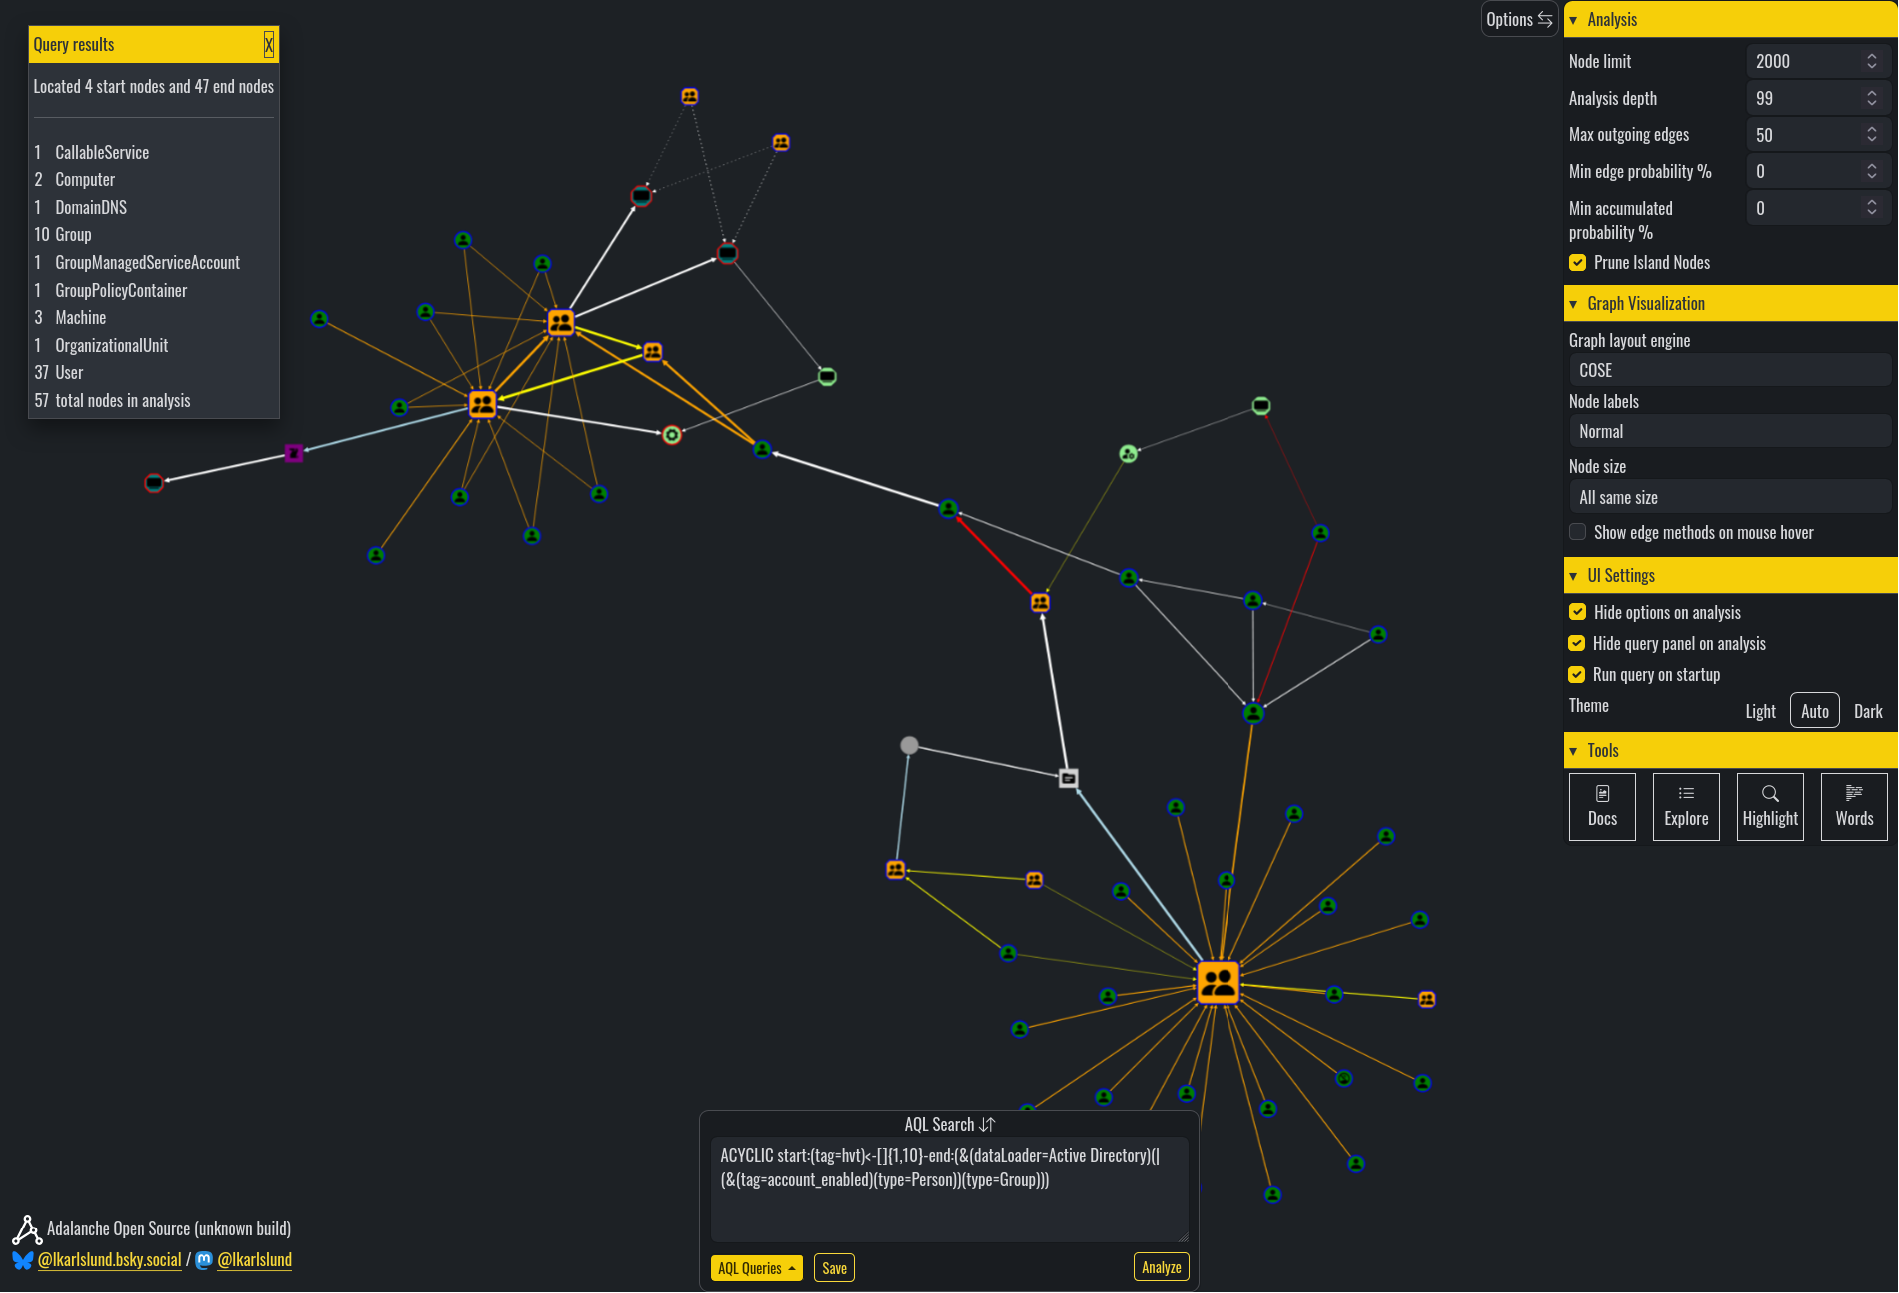 Query results
X
Located 4 start nodes and 47 end nodes
1 CallableService
2 Computer
1 DomainDNS
10 Group
1 GroupManagedServiceAccount
1 GroupPolicyContainer
3 Machine
1 OrganizationalUnit
37 User
57 total nodes in analysis
Options
Analysis
Node limit 2000
Analysis depth 99
Max outgoing edges 50
Min edge probability % 0
Min accumulated 0
probability %
Prune Island Nodes
Graph Visualization
Graph layout engine
COSE
Node labels
Normal
Node size
All same size
Show edge methods on mouse hover
UI Settings
Hide options on analysis
Hide query panel on analysis
Run query on startup
Theme Light Auto Dark
Tools
Docs Explore Highlight Words
AQL Search
ACYCLIC start:(tag=hvt)<-[]{1,10}-end:(&(dataLoader=Active Directory)(|
(&(tag=account_enabled)(type=Person))(type=Group)))
AQL Queries Save Analyze
Adalanche Open Source (unknown build)
@lkarlslund.bsky.social / @lkarlslund